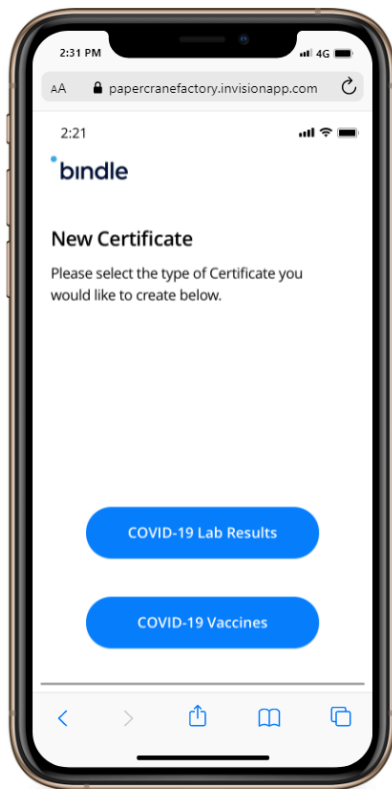 2:31 PM 4G
AA papercranefactory.invisionapp.com
2:21
bindle
New Certificate
Please select the type of Certificate you
would like to create below.
COVID-19 Lab Results
COVID-19 Vaccines